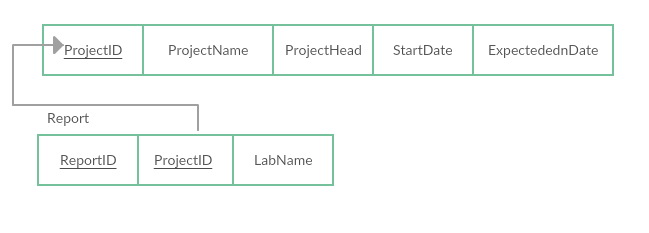 ProjectID ProjectName ProjectHead StartDate ExpectedednDate
Report
ReportID ProjectID LabName